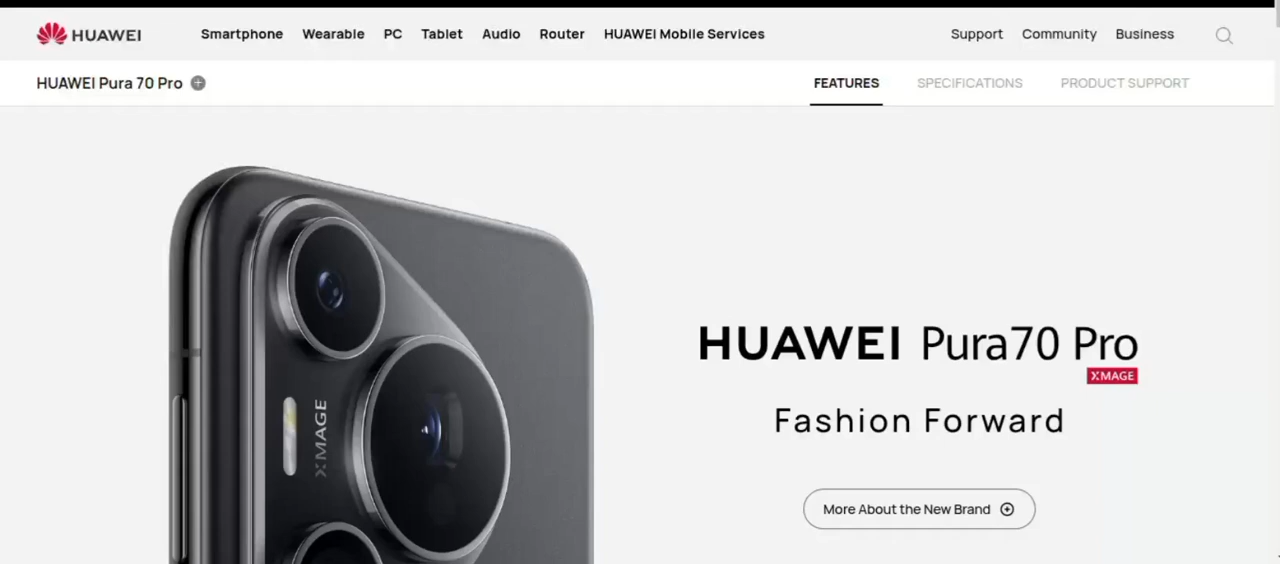 HUAWEI Smartphone Wearable PC Tablet Audio Router HUAWEI Mobile Services Support Community Business
HUAWEI Pura 70 Pro FEATURES SPECIFICATIONS PRODUCT SUPPORT
XMAGE
HUAWEI Pura70 Pro
XMAGE
Fashion Forward
More About the New Brand